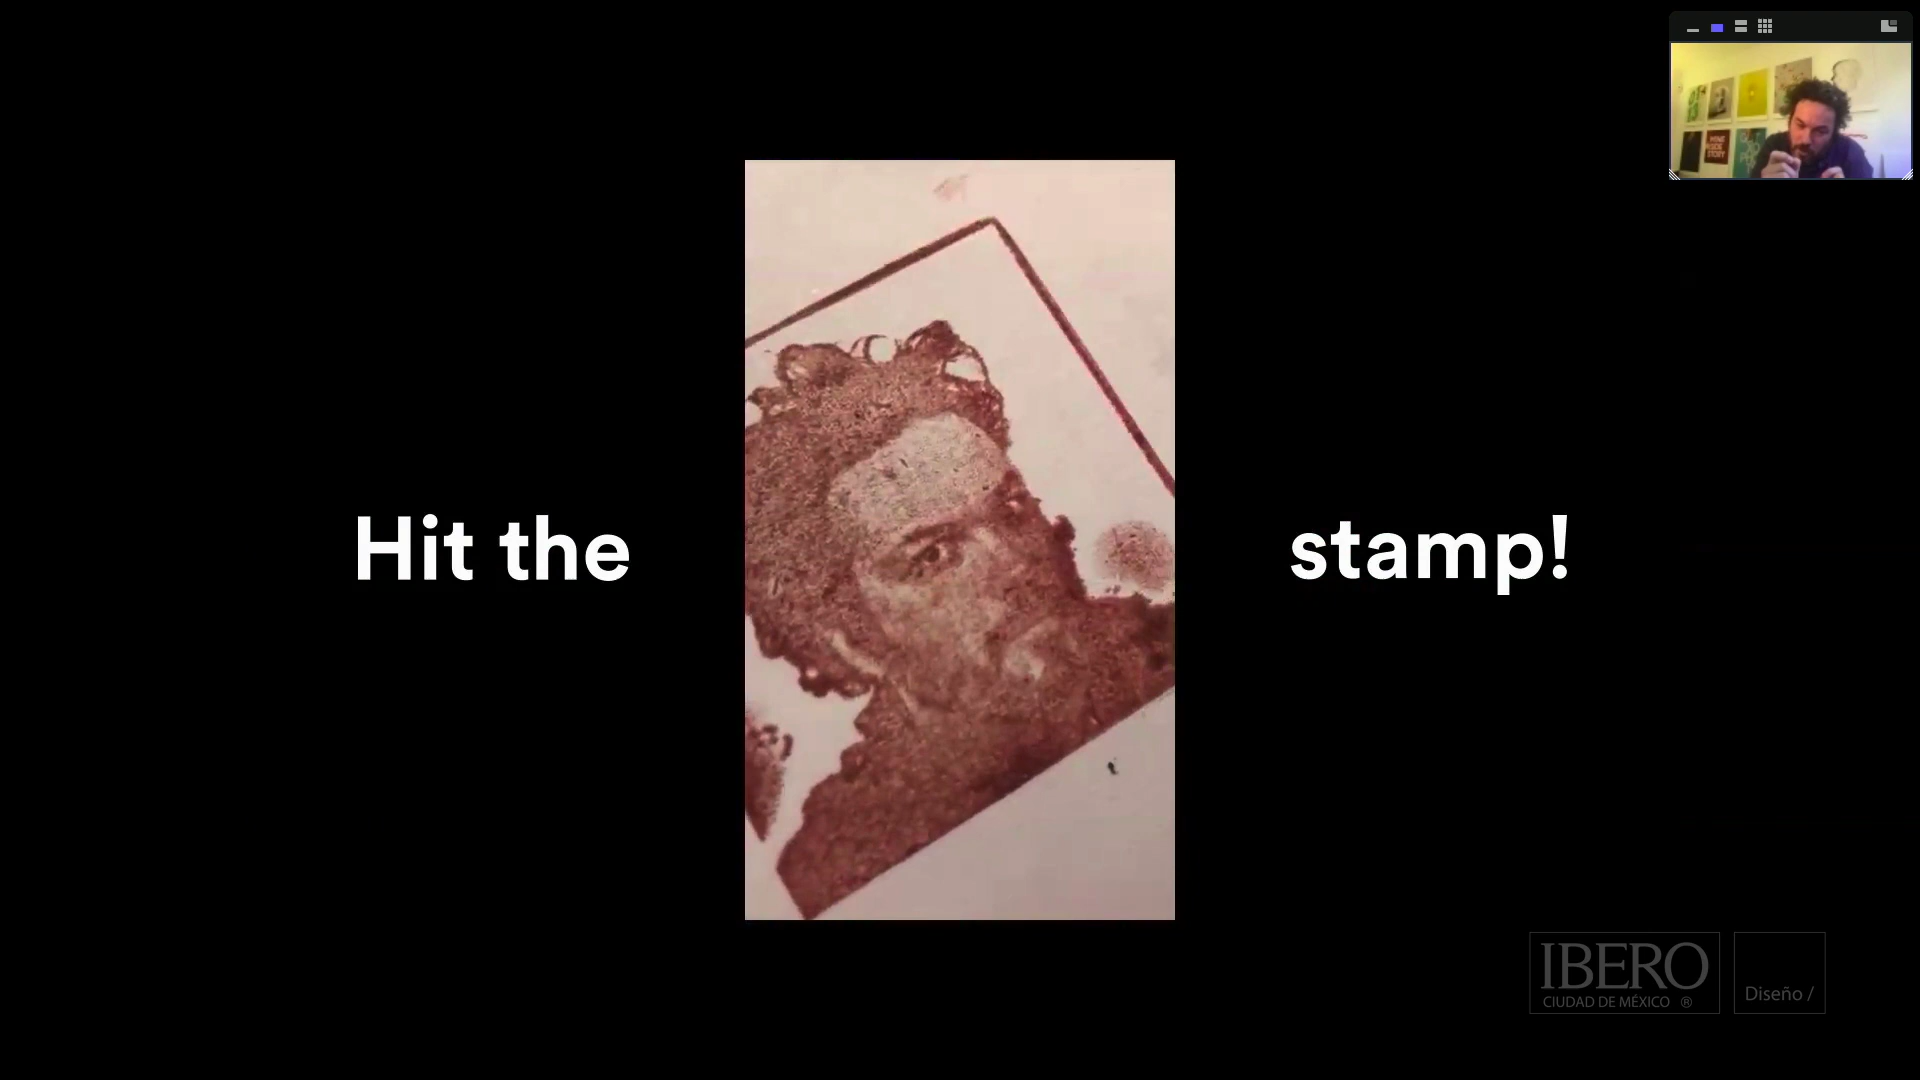 Hit the stamp!
IBERO
CIUDAD DE MÉXICO ®
Diseño /